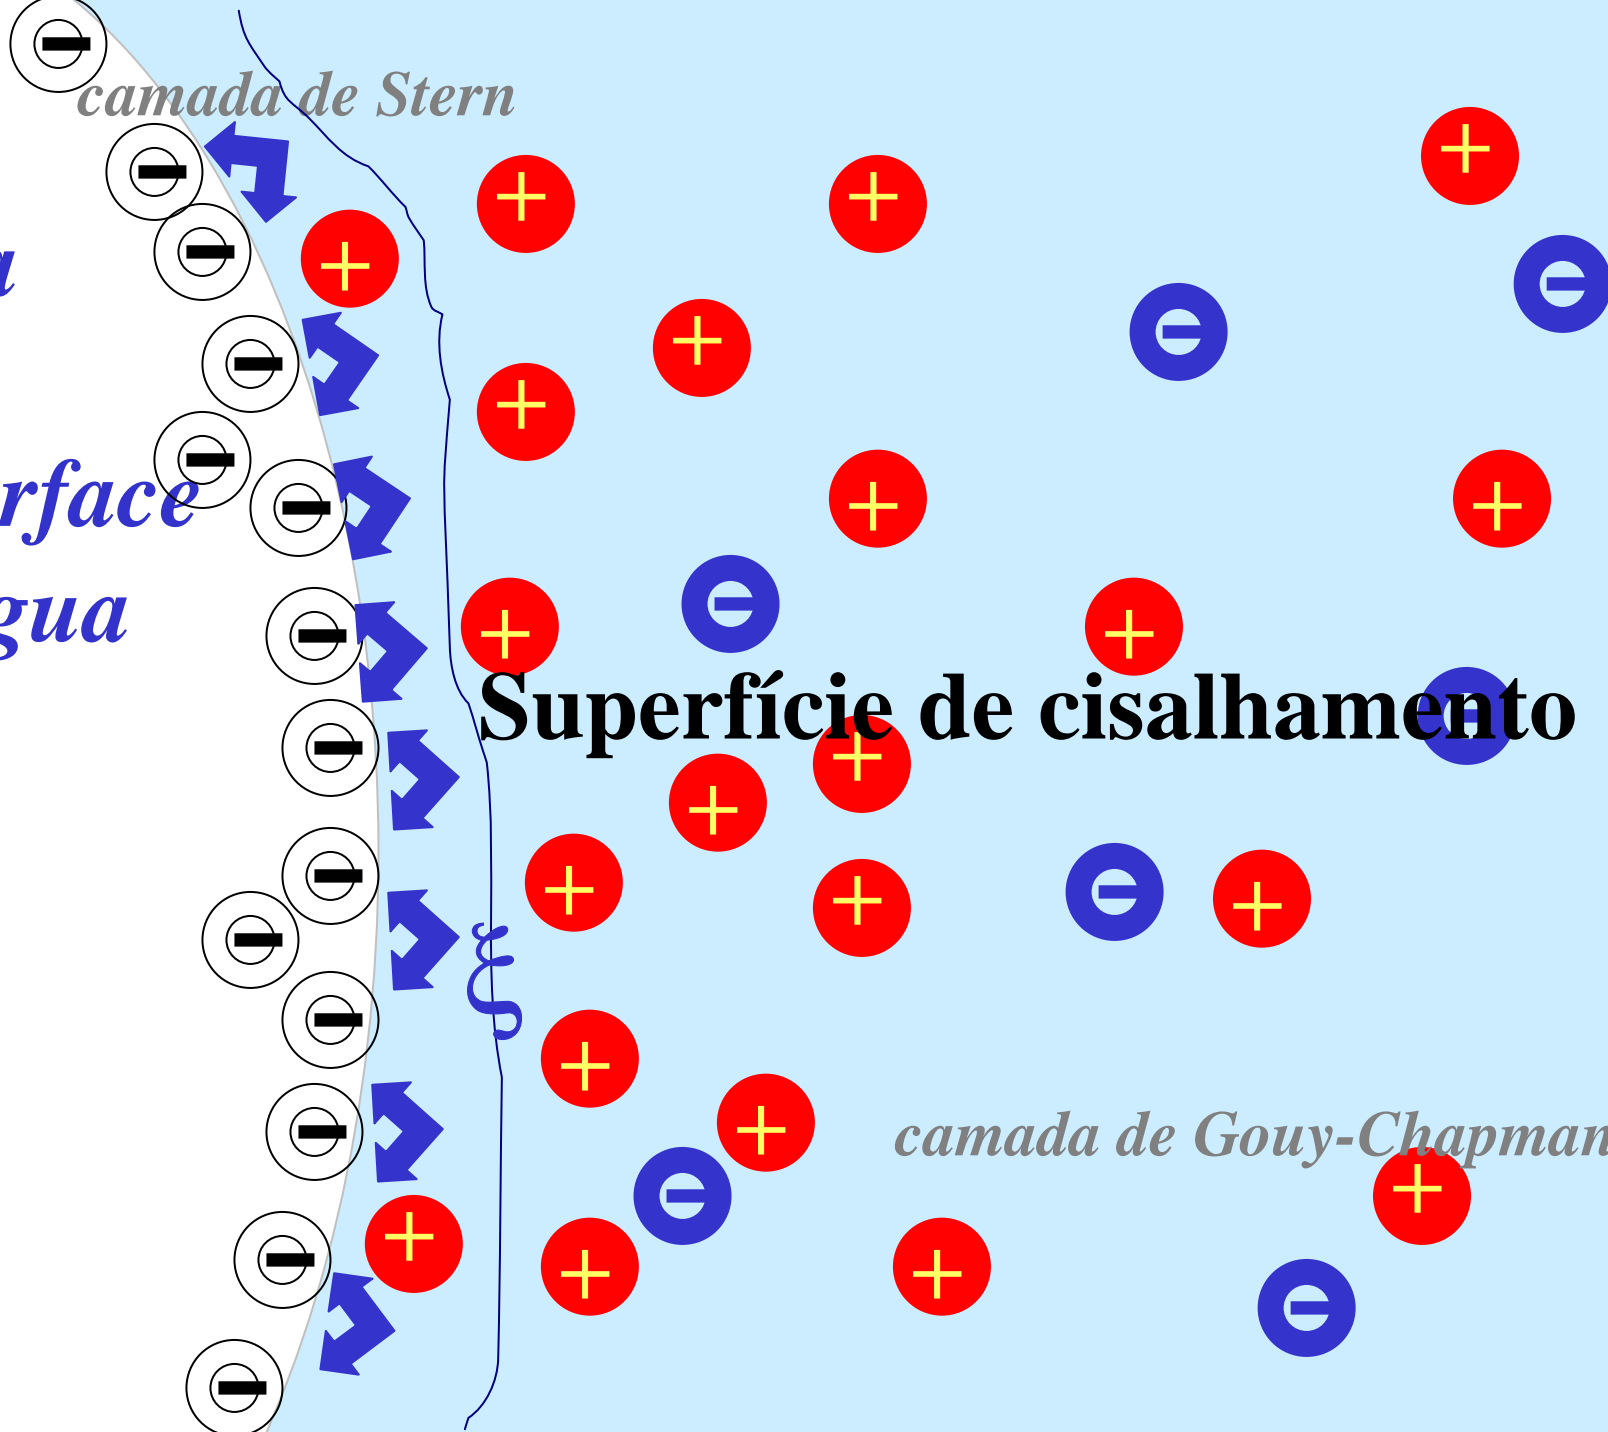 camada de Stern
a
rface
gua
Superfície de cisalhamento
ξ
camada de Gouy-Chapman